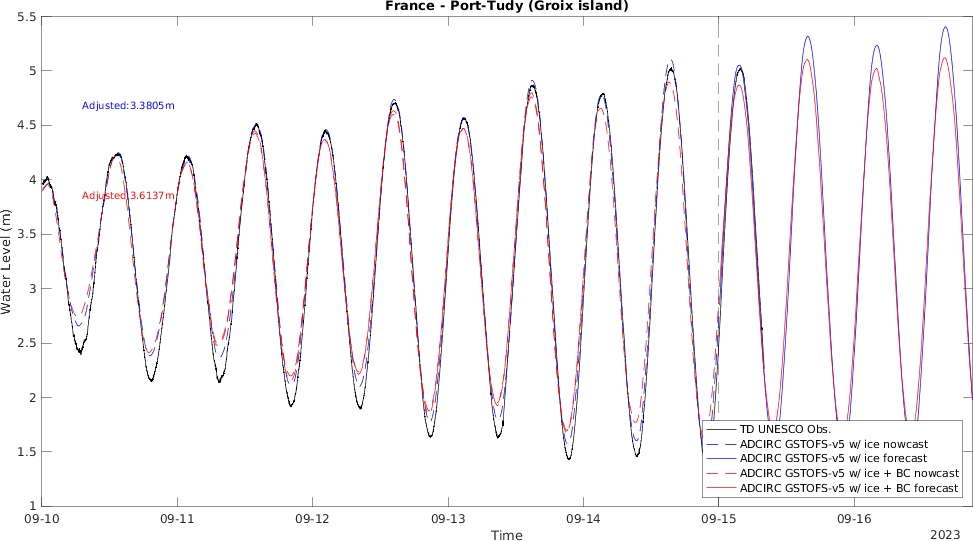 France - Port-Tudy (Groix island)
5.5
5
4.5
4
3.5
3
2.5
2
1.5
1
Water Level (m)
Adjusted:3.3805m
Adjusted:3.6137m
TD UNESCO Obs.
ADCIRC GSTOFS-v5 w/ ice nowcast
ADCIRC GSTOFS-v5 w/ ice forecast
ADCIRC GSTOFS-v5 w/ ice + BC nowcast
ADCIRC GSTOFS-v5 w/ ice + BC forecast
09-10 09-11 09-12 09-13 09-14 09-15 09-16
Time
2023